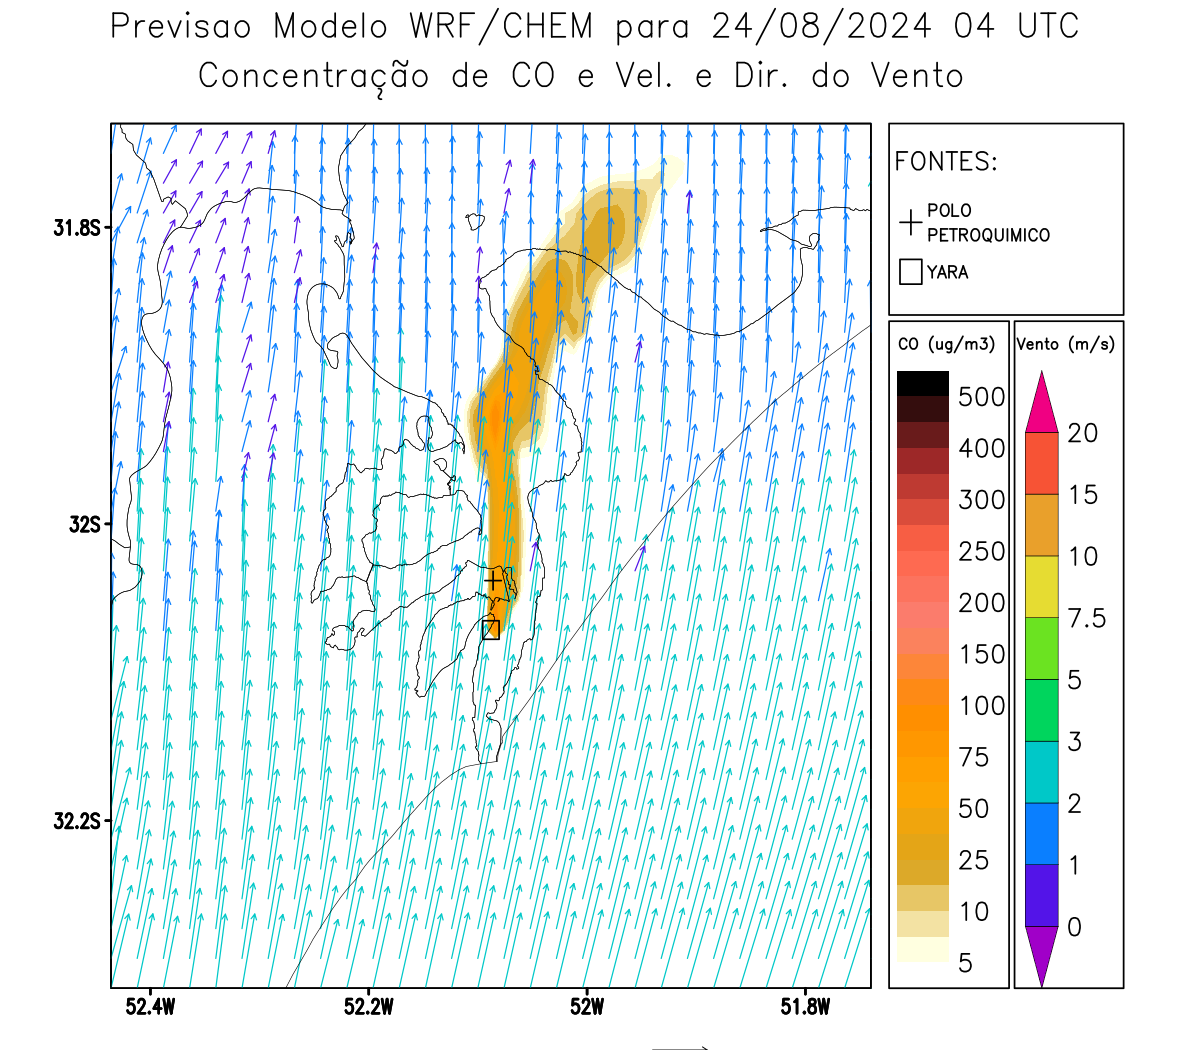 Previsao Modelo WRF/CHEM para 24/08/2024 04 UTC
Concentração de CO e Vel. e Dir. do Vento
FONTES:
POLO
PETROQUIMICO
YARA
CO (ug/m3)
500
400
300
250
200
150
100
75
50
25
10
5
Vento (m/s)
20
15
10
7.5
5
3
2
1
0
31.8S
32S
32.2S
52.4W
52.2W
52W
51.8W